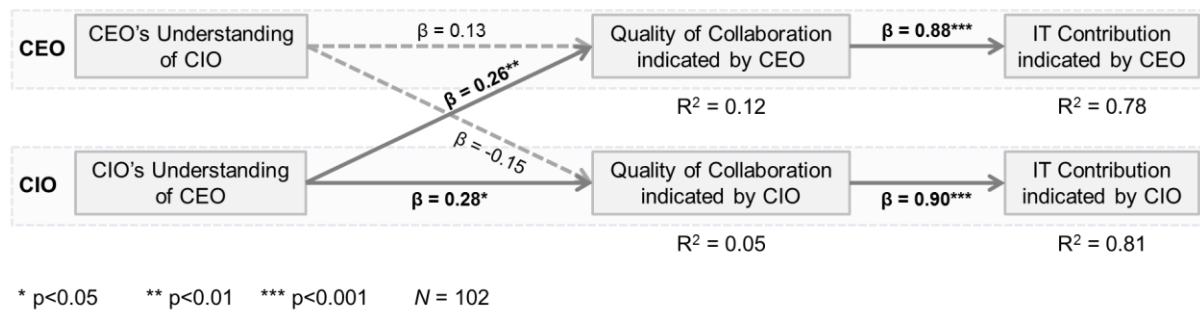 CEO
CEO’s Understanding
of CIO
β = 0.13
Quality of Collaboration
indicated by CEO
β = 0.88***
IT Contribution
indicated by CEO
β = 0.26**
R² = 0.12
R² = 0.78
β = -0.15
CIO
CIO’s Understanding
of CEO
β = 0.28*
Quality of Collaboration
indicated by CIO
β = 0.90***
IT Contribution
indicated by CIO
R² = 0.05
R² = 0.81
* p<0.05 ** p<0.01 *** p<0.001 N = 102